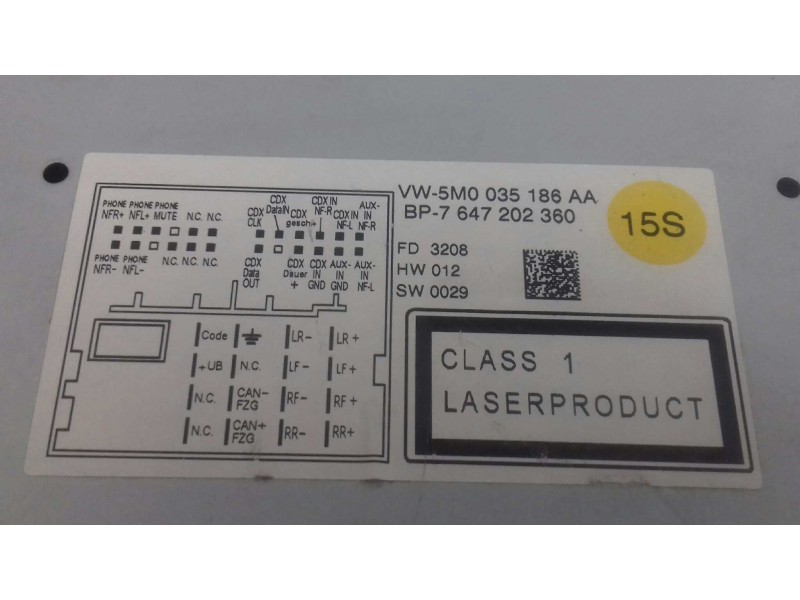 VW-5M0 035 186 AA
BP-7 647 202 360
15S
FD 3208
HW 012
SW 0029
CLASS 1
LASERPRODUCT
PHONE PHONE PHONE
NFR+ NFL+ MUTE N.C. N.C.
PHONE PHONE
NFR- NFL- N.C. N.C. N.C.
CDX
CLK
CDX
DataIN
gesch+
CDX IN
NF-R
CDX IN
NF-L
AUX-
IN
NF-R
CDX
Data
OUT
CDX
Dauer
+
CDX
IN
GND
AUX-
IN
GND
AUX-
IN
NF-L
Code LR- LR+
+UB N.C. LF- LF+
N.C. CAN-
FZG RF- RF+
N.C. CAN+
FZG RR- RR+